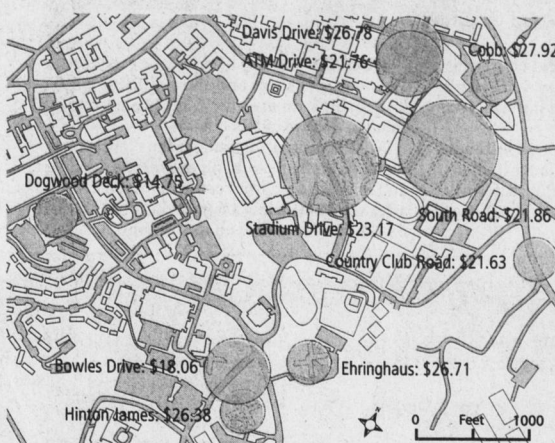 Davis Drive: $26.78
ATM Drive: $21.76
Cobb: $27.92
Dogwood Deck: $14.75
South Road: $21.86
Stadium Drive: $23.17
Country Club Road: $21.63
Bowles Drive: $18.06
Ehringhaus: $26.71
Hinton James: $26.38
0 Feet 1000